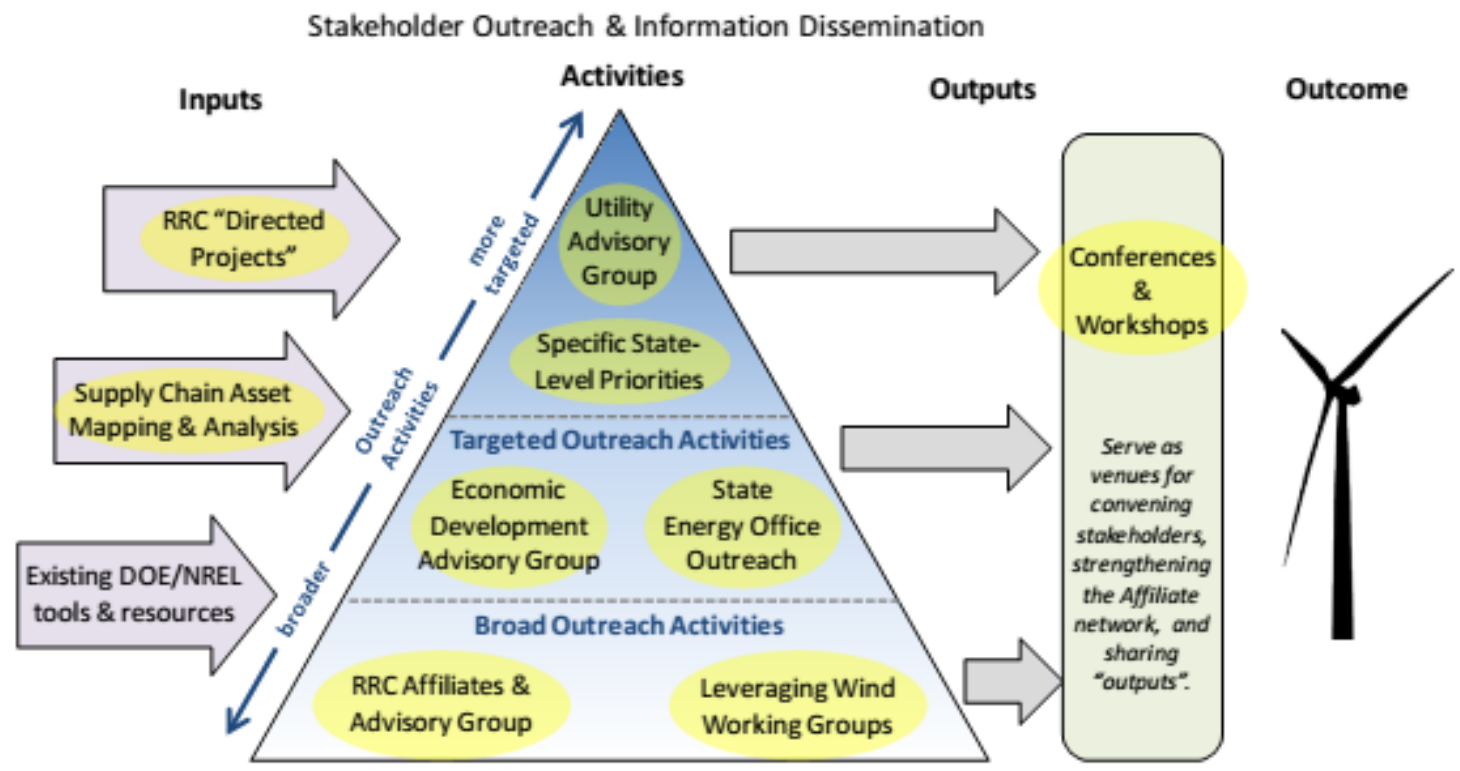 Stakeholder Outreach & Information Dissemination
Inputs
Activities
Outputs
Outcome
RRC “Directed
Projects”
Supply Chain Asset
Mapping & Analysis
Existing DOE/NREL
tools & resources
more
targeted
Outreach
Activities
broader
Utility
Advisory
Group
Specific State-
Level Priorities
Targeted Outreach Activities
Economic
Development
Advisory Group
State
Energy Office
Outreach
Broad Outreach Activities
RRC Affiliates &
Advisory Group
Leveraging Wind
Working Groups
Conferences
&
Workshops
Serve as
venues for
convening
stakeholders,
strengthening
the Affiliate
network, and
sharing
“outputs”.